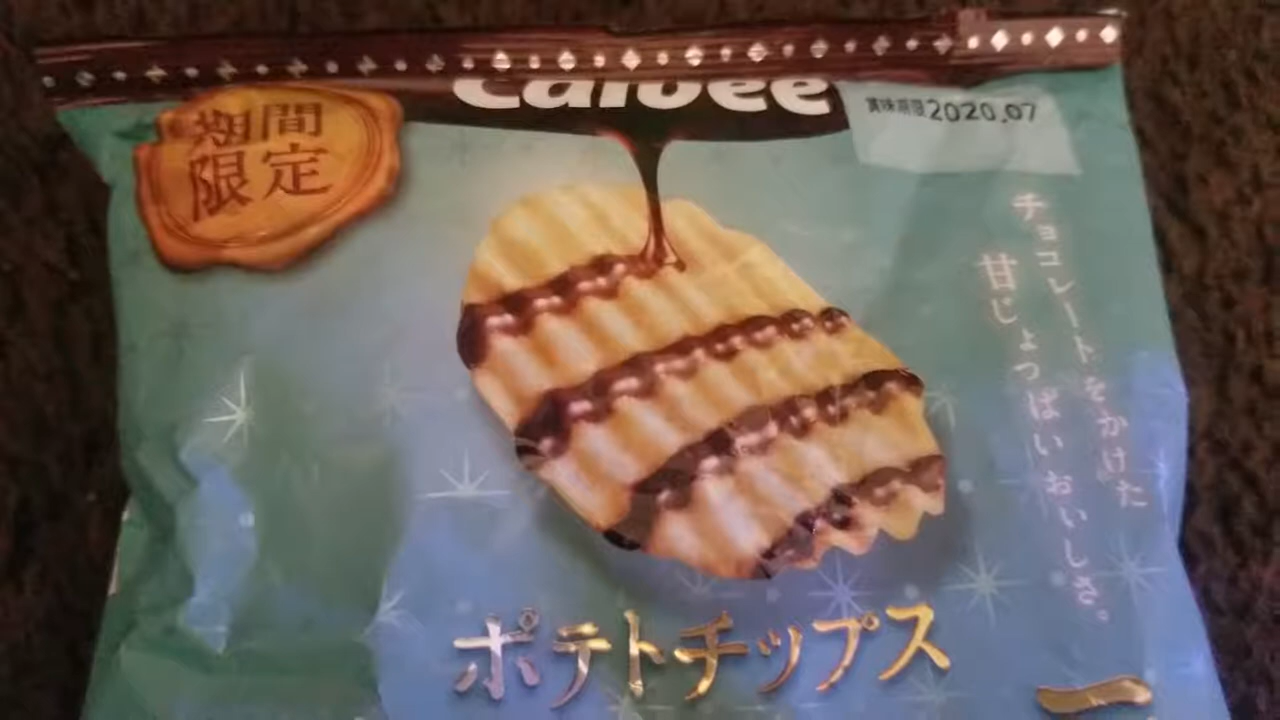 Calbee
賞味期限2020.07
期間
限定
チョコレートをかけた
甘じょっぱいおいしさ。
ポテトチップス